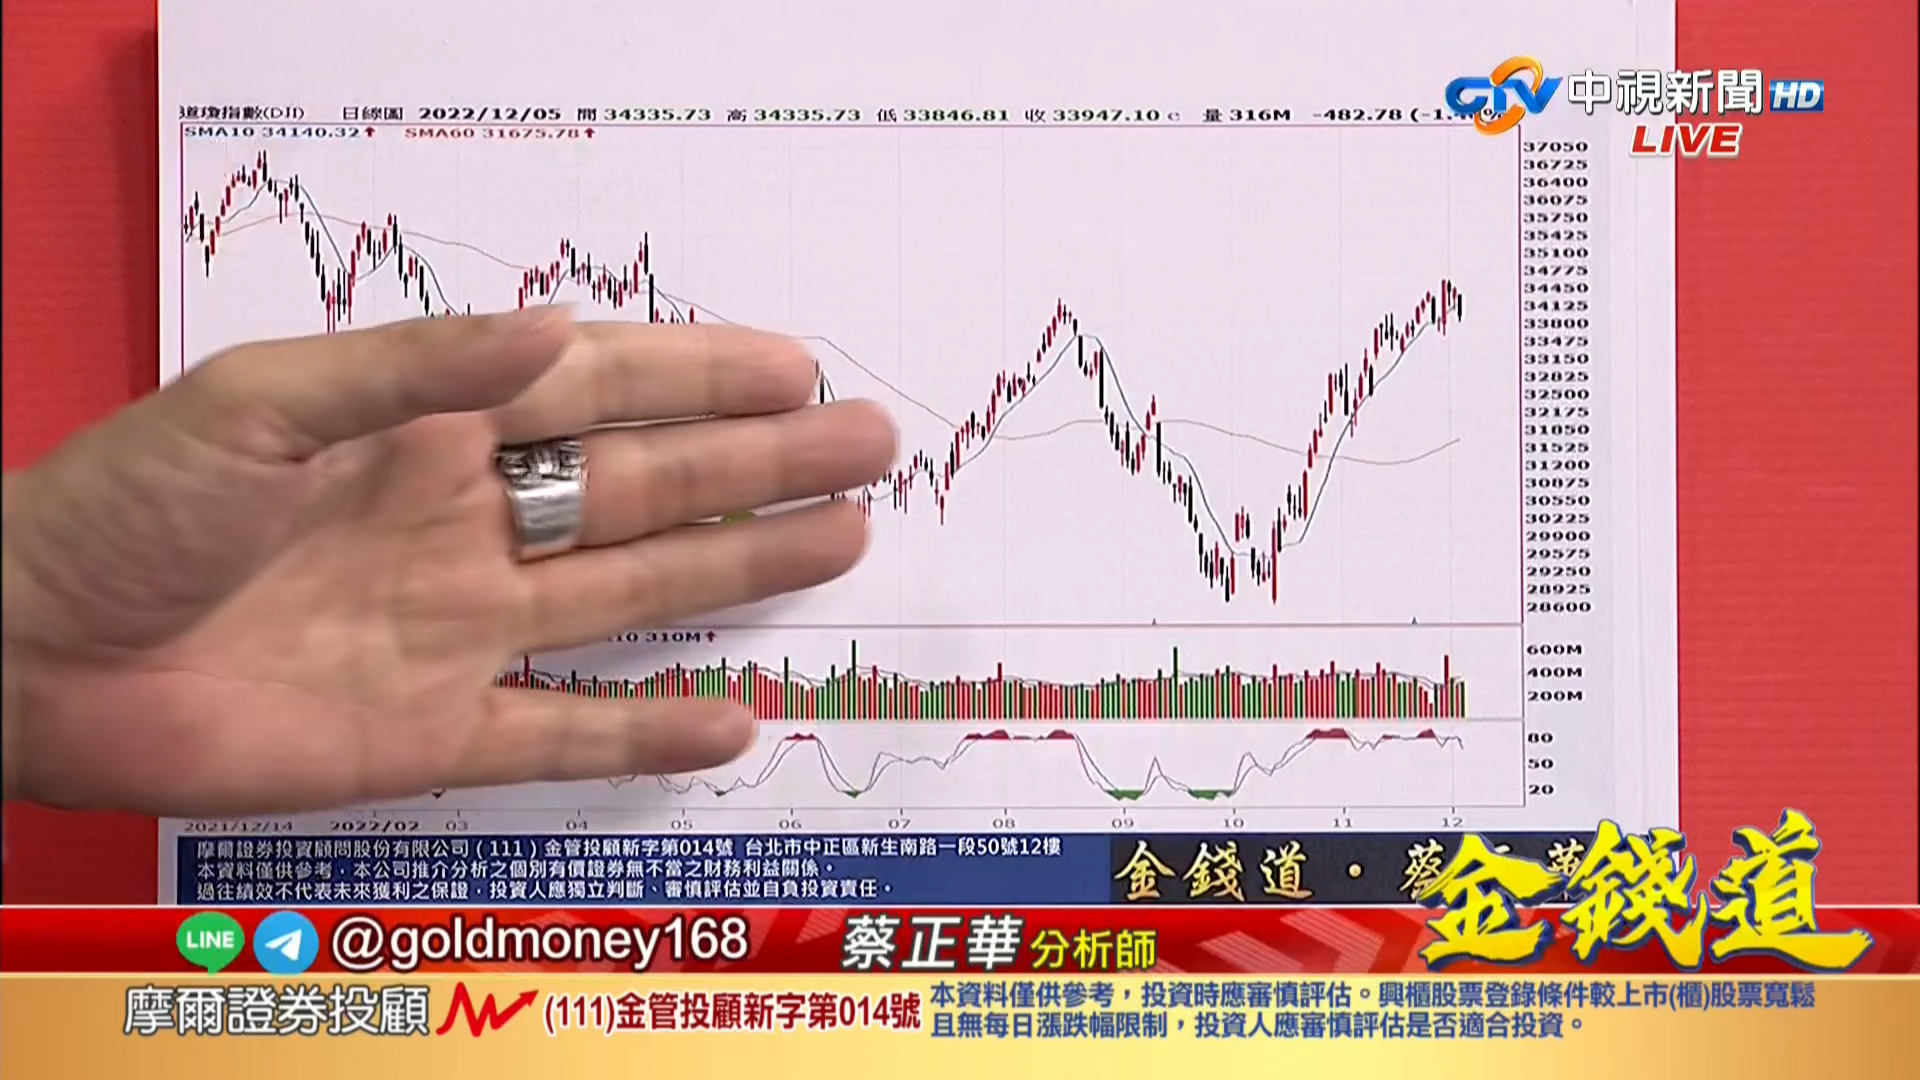 CTV 中視新聞 HD
LIVE
道瓊指數(DJI) 日線圖 2022/12/05 開 34335.73 高 34335.73 低 33846.81 收 33947.10 c 量 316M -482.78
SMA10 34140.32↑ SMA60 31675.78↑
37050
36725
36400
36075
35750
35425
35100
34775
34450
34125
33800
33475
33150
32825
32500
32175
31850
31525
31200
30875
30550
30225
29900
29575
29250
28925
28600
10 310M↑
600M
400M
200M
80
50
20
2021/12/14 2022/02 03 04 05 06 07 08 09 10 11 12
摩爾證券投資顧問股份有限公司（111）金管投顧新字第014號 台北市中正區新生南路一段50號12樓
本資料僅供參考，本公司推介分析之個別有價證券無不當之財務利益關係。
過往績效不代表未來獲利之保證，投資人應獨立判斷、審慎評估並自負投資責任。
金錢道・蔡
金錢道
LINE @goldmoney168 蔡正華 分析師
摩爾證券投顧 (111)金管投顧新字第014號
本資料僅供參考，投資時應審慎評估。興櫃股票登錄條件較上市(櫃)股票寬鬆
且無每日漲跌幅限制，投資人應審慎評估是否適合投資。